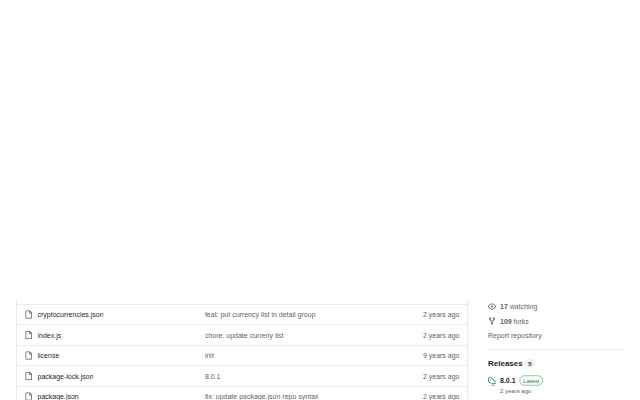 cryptocurrencies.json feat: put currency list in detail group 2 years ago
index.js chore: update curreny list 2 years ago
license init 9 years ago
package-lock.json 8.0.1 2 years ago
package.json fix: update package.json repo syntax 2 years ago
17 watching
109 forks
Report repository
Releases 9
8.0.1 Latest
2 years ago